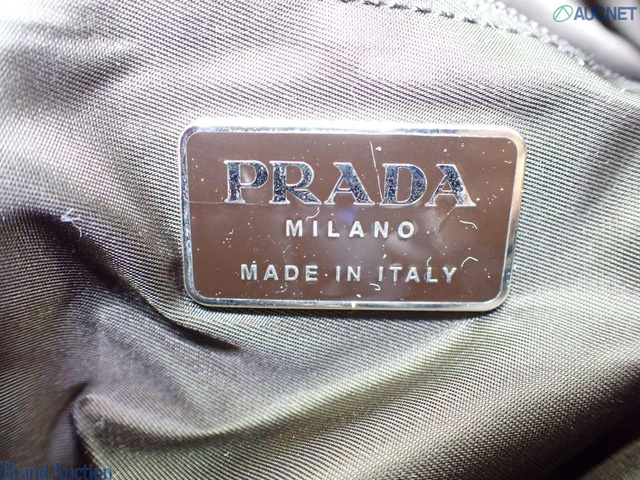 AUCNET
PRADA
MILANO
MADE IN ITALY
Brand Auction